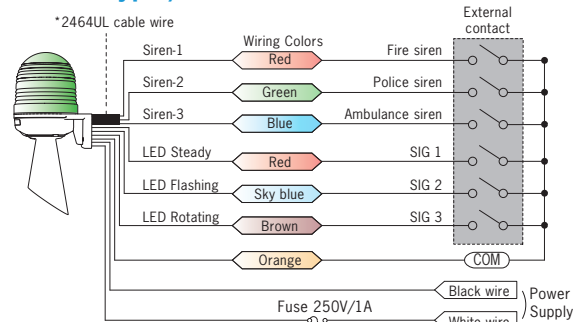 *2464UL cable wire
External
contact
Wiring Colors
Siren-1 Red Fire siren
Siren-2 Green Police siren
Siren-3 Blue Ambulance siren
LED Steady Red SIG 1
LED Flashing Sky blue SIG 2
LED Rotating Brown SIG 3
Orange COM
Black wire
Power
Supply
Fuse 250V/1A
White wire